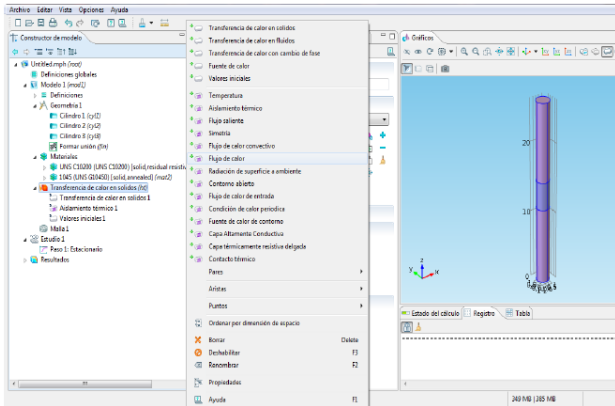 Archivo Editar Vista Opciones Ayuda
Constructor de modelo
Untitled.mph (root)
Definiciones globales
Modelo 1 (mod1)
Definiciones
Geometría 1
Cilindro 1 (cyl1)
Cilindro 2 (cyl2)
Cilindro 3 (cyl3)
Formar unión (fin)
Materiales
UNS C10200 (UNS C10200) [solid,residual resistiv
1045 (UNS G10450) [solid,annealed] (mat2)
Transferencia de calor en sólidos (ht)
Transferencia de calor en sólidos 1
Aislamiento térmico 1
Valores iniciales 1
Malla 1
Estudio 1
Paso 1: Estacionario
Resultados
Transferencia de calor en sólidos
Transferencia de calor en fluidos
Transferencia de calor con cambio de fase
Fuente de calor
Valores iniciales
Temperatura
Aislamiento térmico
Flujo saliente
Simetría
Flujo de calor convectivo
Flujo de calor
Radiación de superficie a ambiente
Contorno abierto
Flujo de calor de entrada
Condición de calor periodica
Fuente de calor de contorno
Capa Altamente Conductiva
Capa térmicamente resistiva delgada
Contacto térmico
Pares
Aristas
Puntos
Ordenar por dimensión de espacio
Borrar Delete
Deshabilitar F3
Renombrar F2
Propiedades
Ayuda F1
Gráficos
20
10
0
z
y x
Estado del cálculo Registro Tabla
249 MB | 385 MB